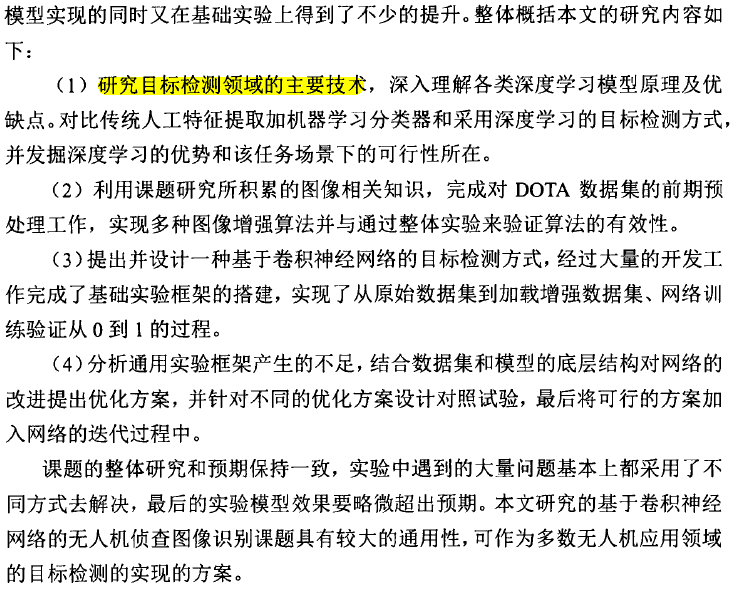 模型实现的同时又在基础实验上得到了不少的提升。整体概括本文的研究内容如
下：
（1）研究目标检测领域的主要技术，深入理解各类深度学习模型原理及优
缺点。对比传统人工特征提取加机器学习分类器和采用深度学习的目标检测方式，
并发掘深度学习的优势和该任务场景下的可行性所在。
（2）利用课题研究所积累的图像相关知识，完成对 DOTA 数据集的前期预
处理工作，实现多种图像增强算法并与通过整体实验来验证算法的有效性。
（3）提出并设计一种基于卷积神经网络的目标检测方式，经过大量的开发工
作完成了基础实验框架的搭建，实现了从原始数据集到加载增强数据集、网络训
练验证从 0 到 1 的过程。
（4）分析通用实验框架产生的不足，结合数据集和模型的底层结构对网络的
改进提出优化方案，并针对不同的优化方案设计对照试验，最后将可行的方案加
入网络的迭代过程中。
课题的整体研究和预期保持一致，实验中遇到的大量问题基本上都采用了不
同方式去解决，最后的实验模型效果要略微超出预期。本文研究的基于卷积神经
网络的无人机侦查图像识别课题具有较大的通用性，可作为多数无人机应用领域
的目标检测的实现的方案。